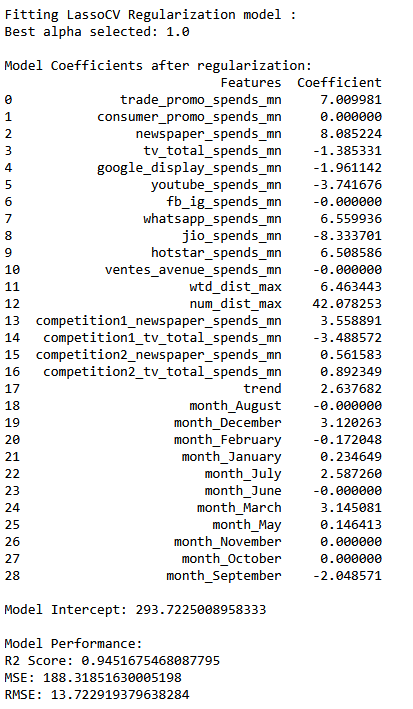 Fitting LassoCV Regularization model :
Best alpha selected: 1.0
Model Coefficients after regularization:
Features Coefficient
0 trade_promo_spends_mn 7.009981
1 consumer_promo_spends_mn 0.000000
2 newspaper_spends_mn 8.085224
3 tv_total_spends_mn -1.385331
4 google_display_spends_mn -1.961142
5 youtube_spends_mn -3.741676
6 fb_ig_spends_mn -0.000000
7 whatsapp_spends_mn 6.559936
8 jio_spends_mn -8.333701
9 hotstar_spends_mn 6.508586
10 ventes_avenue_spends_mn -0.000000
11 wtd_dist_max 6.463443
12 num_dist_max 42.078253
13 competition1_newspaper_spends_mn 3.558891
14 competition1_tv_total_spends_mn -3.488572
15 competition2_newspaper_spends_mn 0.561583
16 competition2_tv_total_spends_mn 0.892349
17 trend 2.637682
18 month_August -0.000000
19 month_December 3.120263
20 month_February -0.172048
21 month_January 0.234649
22 month_July 2.587260
23 month_June -0.000000
24 month_March 3.145081
25 month_May 0.146413
26 month_November 0.000000
27 month_October 0.000000
28 month_September -2.048571
Model Intercept: 293.7225008958333
Model Performance:
R2 Score: 0.9451675468087795
MSE: 188.31851630005198
RMSE: 13.722919379638284